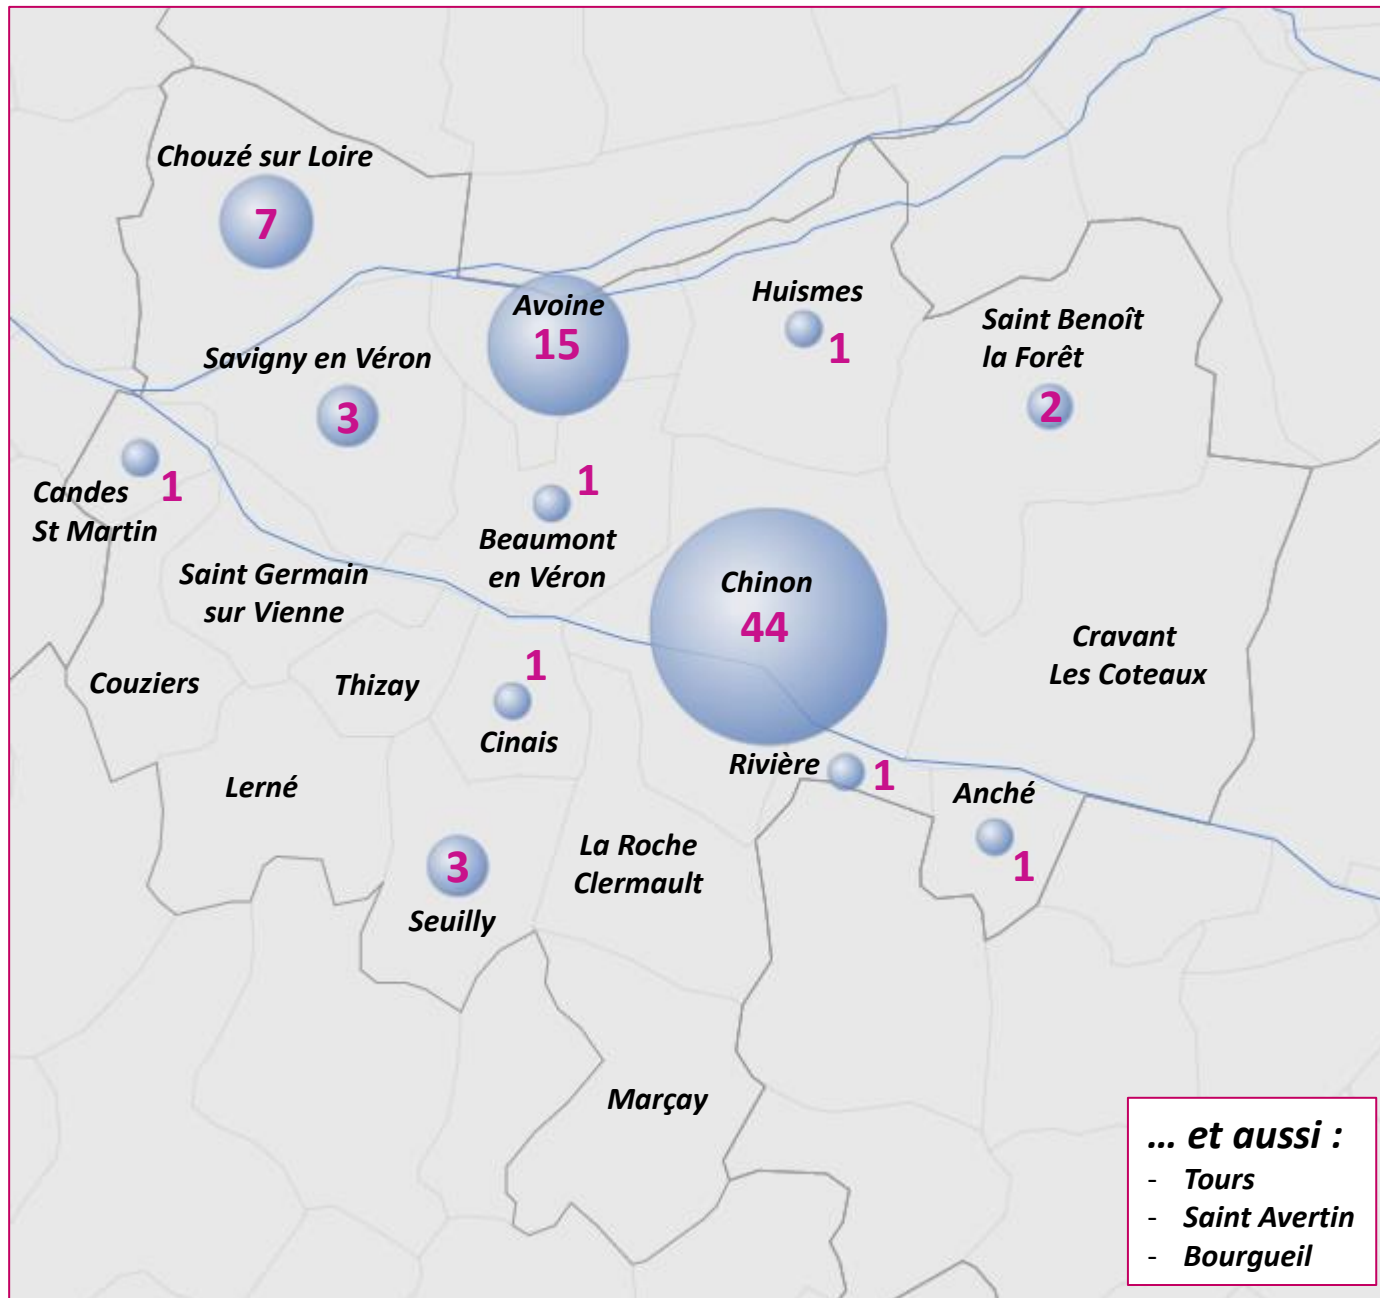 Chouzé sur Loire
7
Avoine
15
Huismes
1
Saint Benoît
la Forêt
2
Savigny en Véron
3
Candes
St Martin
1
1
Beaumont
en Véron
Saint Germain
sur Vienne
Chinon
44
Cravant
Les Coteaux
Couziers
Thizay
1
Cinais
Rivière
1
Lerné
Anché
1
La Roche
Clermault
3
Seuilly
Marçay
... et aussi :
- Tours
- Saint Avertin
- Bourgueil